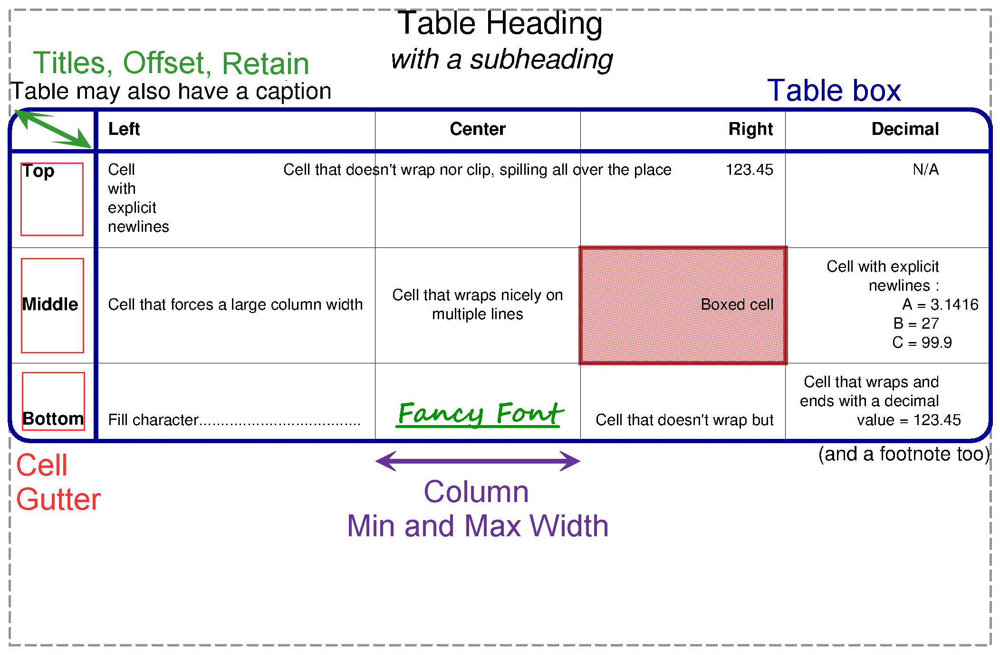 Table Heading
with a subheading
Titles, Offset, Retain
Table may also have a caption
Table box
Left Center Right Decimal
Top
Cell
with
explicit
newlines
Cell that doesn't wrap nor clip, spilling all over the place
123.45
N/A
Middle
Cell that forces a large column width
Cell that wraps nicely on
multiple lines
Boxed cell
Cell with explicit
newlines :
A = 3.1416
B = 27
C = 99.9
Bottom
Fill character.....................................
Fancy Font
Cell that doesn't wrap but
Cell that wraps and
ends with a decimal
value = 123.45
(and a footnote too)
Cell
Gutter
Column
Min and Max Width